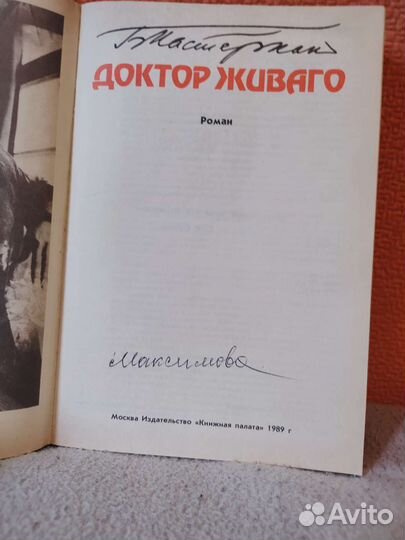 Б Пастернак
ДОКТОР ЖИВАГО
Роман
Максимова
Москва Издательство «Книжная палата» 1989 г
Avito